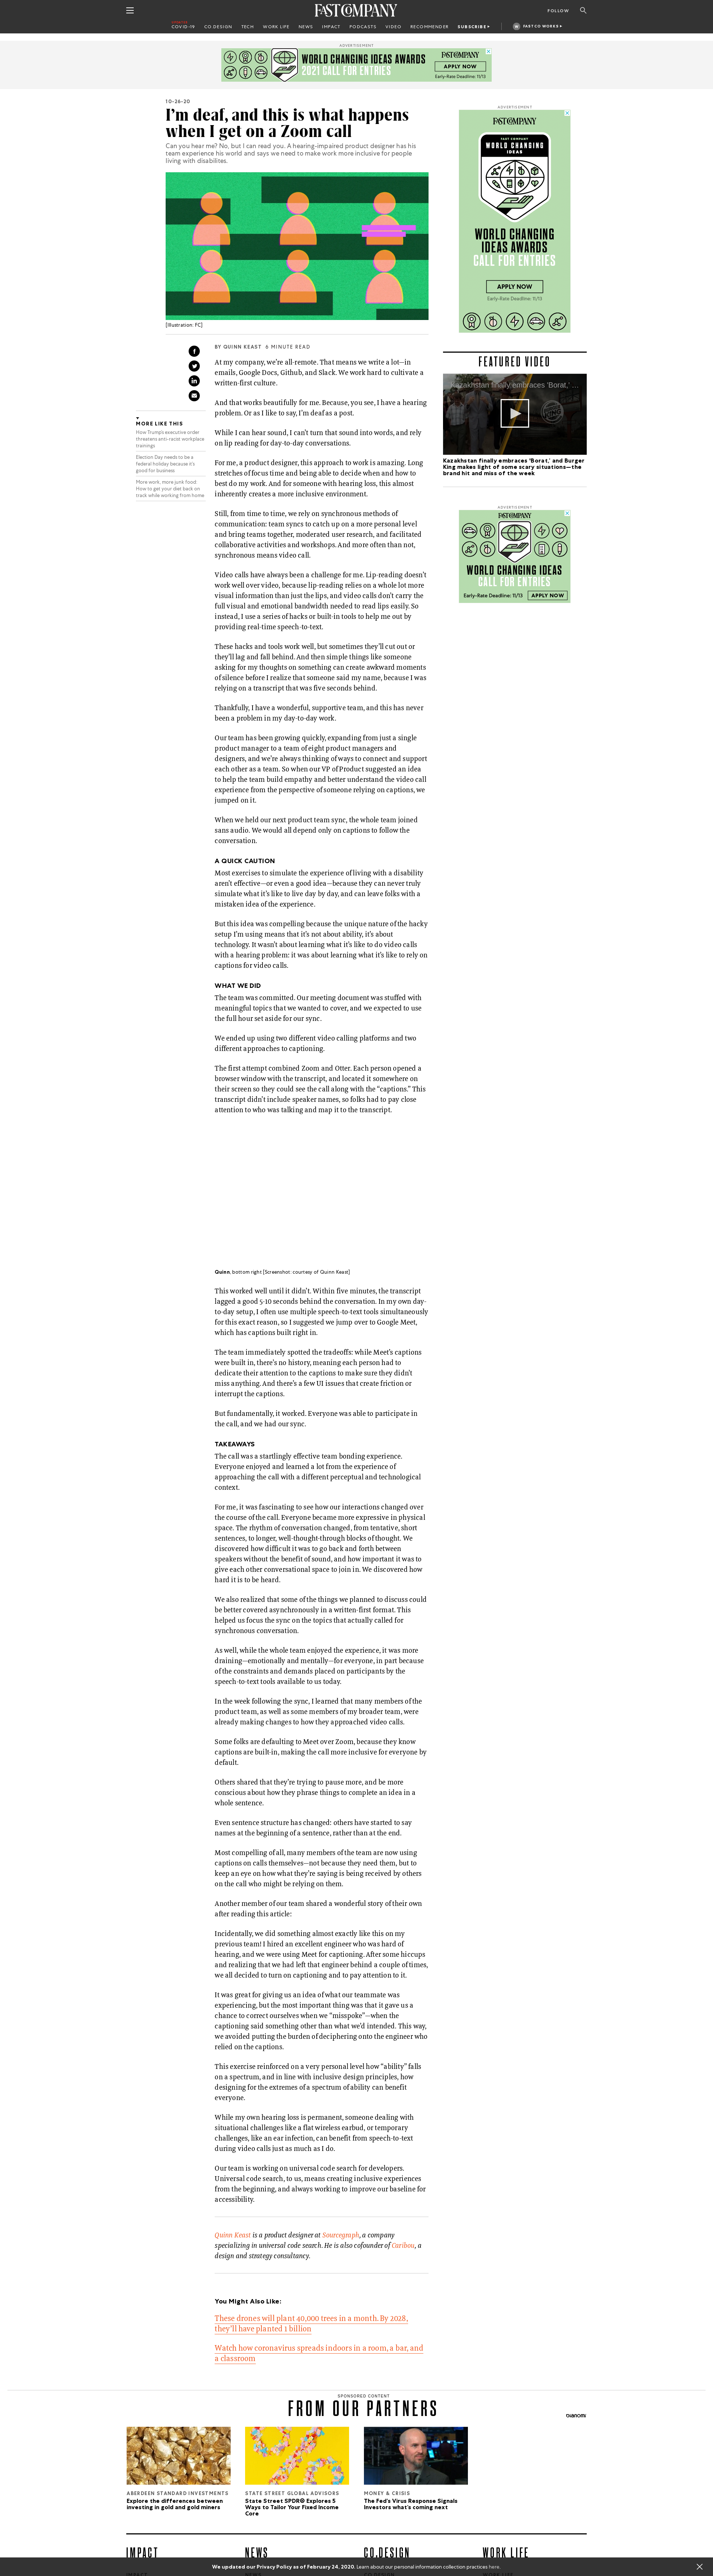 FAST COMPANY
FOLLOW
COVID-19
CO.DESIGN
TECH
WORK LIFE
NEWS
IMPACT
PODCASTS
VIDEO
RECOMMENDER
SUBSCRIBE
FASTCO WORKS
ADVERTISEMENT
WORLD CHANGING IDEAS AWARDS
2021 CALL FOR ENTRIES
FAST COMPANY
APPLY NOW
Early-Rate Deadline: 11/13
10-26-20
I’m deaf, and this is what happens
when I get on a Zoom call
Can you hear me? No, but I can read you. A hearing-impaired product designer has his
team experience his world and says we need to make work more inclusive for people
living with disabilites.
[Illustration: FC]
BY QUINN KEAST 6 MINUTE READ
MORE LIKE THIS
How Trumps executive order
threatens anti-racist workplace
trainings
Election Day needs to be a
federal holiday because it’s
good for business
More work, more junk food:
How to get your diet back on
track while working from home
At my company, we’re all-remote. That means we write a lot—in
emails, Google Docs, Github, and Slack. We work hard to cultivate a
written-first culture.
And that works beautifully for me. Because, you see, I have a hearing
problem. Or as I like to say, I’m deaf as a post.
While I can hear sound, I can’t turn that sound into words, and rely
on lip reading for day-to-day conversations.
For me, a product designer, this approach to work is amazing. Long
stretches of focus time to being able to decide when and how to
best do my work. And for someone with hearing loss, this almost
inherently creates a more inclusive environment.
Still, from time to time, we rely on synchronous methods of
communication: team syncs to catch up on a more personal level
and bring teams together, moderated user research, and facilitated
collaborative activities and workshops. And more often than not,
synchronous means video call.
Video calls have always been a challenge for me. Lip-reading doesn’t
work well over video, because lip-reading relies on a whole lot more
visual information than just the lips, and video calls don’t carry the
full visual and emotional bandwidth needed to read lips easily. So
instead, I use a series of hacks or built-in tools to help me out by
providing real-time speech-to-text.
These hacks and tools work well, but sometimes they’ll cut out or
they’ll lag and fall behind. And then simple things like someone
asking for my thoughts on something can create awkward moments
of silence before I realize that someone said my name, because I was
relying on a transcript that was five seconds behind.
Thankfully, I have a wonderful, supportive team, and this has never
been a problem in my day-to-day work.
Our team has been growing quickly, expanding from just a single
product manager to a team of eight product managers and
designers, and we’re always thinking of ways to connect and support
each other as a team. So when our VP of Product suggested an idea
to help the team build empathy and better understand the video call
experience from the perspective of someone relying on captions, we
jumped on it.
When we held our next product team sync, the whole team joined
sans audio. We would all depend only on captions to follow the
conversation.
A QUICK CAUTION
Most exercises to simulate the experience of living with a disability
aren’t effective—or even a good idea—because they can never truly
simulate what it’s like to live day by day, and can leave folks with a
mistaken idea of the experience.
But this idea was compelling because the unique nature of the hacky
setup I’m using means that it’s not about ability, it’s about
technology. It wasn’t about learning what it’s like to do video calls
with a hearing problem: it was about learning what it’s like to rely on
captions for video calls.
WHAT WE DID
The team was committed. Our meeting document was stuffed with
meaningful topics that we wanted to cover, and we expected to use
the full hour set aside for our sync.
We ended up using two different video calling platforms and two
different approaches to captioning.
The first attempt combined Zoom and Otter. Each person opened a
browser window with the transcript, and located it somewhere on
their screen so they could see the call along with the “captions.” This
transcript didn’t include speaker names, so folks had to pay close
attention to who was talking and map it to the transcript.
Quinn, bottom right [Screenshot: courtesy of Quinn Keast]
This worked well until it didn’t. Within five minutes, the transcript
lagged a good 5-10 seconds behind the conversation. In my own day-
to-day setup, I often use multiple speech-to-text tools simultaneously
for this exact reason, so I suggested we jump over to Google Meet,
which has captions built right in.
The team immediately spotted the tradeoffs: while Meet’s captions
were built in, there’s no history, meaning each person had to
dedicate their attention to the captions to make sure they didn’t
miss anything. And there’s a few UI issues that create friction or
interrupt the captions.
But fundamentally, it worked. Everyone was able to participate in
the call, and we had our sync.
TAKEAWAYS
The call was a startlingly effective team bonding experience.
Everyone enjoyed and learned a lot from the experience of
approaching the call with a different perceptual and technological
context.
For me, it was fascinating to see how our interactions changed over
the course of the call. Everyone became more expressive in physical
space. The rhythm of conversation changed, from tentative, short
sentences, to longer, well-thought-through blocks of thought. We
discovered how difficult it was to go back and forth between
speakers without the benefit of sound, and how important it was to
give each other conversational space to join in. We discovered how
hard it is to be heard.
We also realized that some of the things we planned to discuss could
be better covered asynchronously in a written-first format. This
helped us focus the sync on the topics that actually called for
synchronous conversation.
As well, while the whole team enjoyed the experience, it was more
draining—emotionally and mentally—for everyone, in part because
of the constraints and demands placed on participants by the
speech-to-text tools available to us today.
In the week following the sync, I learned that many members of the
product team, as well as some members of my broader team, were
already making changes to how they approached video calls.
Some folks are defaulting to Meet over Zoom, because they know
captions are built-in, making the call more inclusive for everyone by
default.
Others shared that they’re trying to pause more, and be more
conscious about how they phrase things to complete an idea in a
whole sentence.
Even sentence structure has changed: others have started to say
names at the beginning of a sentence, rather than at the end.
Most compelling of all, many members of the team are now using
captions on calls themselves—not because they need them, but to
keep an eye on how what they’re saying is being received by others
on the call who might be relying on them.
Another member of our team shared a wonderful story of their own
after reading this article:
Incidentally, we did something almost exactly like this on my
previous team! I hired an excellent engineer who was hard of
hearing, and we were using Meet for captioning. After some hiccups
and realizing that we had left that engineer behind a couple of times,
we all decided to turn on captioning and to pay attention to it.
It was great for giving us an idea of what our teammate was
experiencing, but the most important thing was that it gave us a
chance to correct ourselves when we “misspoke”—when the
captioning said something other than what we’d intended. This way,
we avoided putting the burden of deciphering onto the engineer who
relied on the captions.
This exercise reinforced on a very personal level how “ability” falls
on a spectrum, and in line with inclusive design principles, how
designing for the extremes of a spectrum of ability can benefit
everyone.
While my own hearing loss is permanent, someone dealing with
situational challenges like a flat wireless earbud, or temporary
challenges, like an ear infection, can benefit from speech-to-text
during video calls just as much as I do.
Our team is working on universal code search for developers.
Universal code search, to us, means creating inclusive experiences
from the beginning, and always working to improve our baseline for
accessibility.
Quinn Keast is a product designer at Sourcegraph, a company
specializing in universal code search. He is also cofounder of Caribou, a
design and strategy consultancy.
You Might Also Like:
These drones will plant 40,000 trees in a month. By 2028,
they’ll have planted 1 billion
Watch how coronavirus spreads indoors in a room, a bar, and
a classroom
ADVERTISEMENT
FAST COMPANY
FAST COMPANY
WORLD CHANGING
IDEAS
WORLD CHANGING
IDEAS AWARDS
CALL FOR ENTRIES
APPLY NOW
Early-Rate Deadline: 11/13
FEATURED VIDEO
Kazakhstan finally embraces ‘Borat,’ …
Kazakhstan finally embraces ‘Borat,’ and Burger
King makes light of some scary situations—the
brand hit and miss of the week
ADVERTISEMENT
FAST COMPANY
WORLD CHANGING IDEAS
CALL FOR ENTRIES
Early-Rate Deadline: 11/13
APPLY NOW
SPONSORED CONTENT
FROM OUR PARTNERS
dianomi
ABERDEEN STANDARD INVESTMENTS
Explore the differences between
investing in gold and gold miners
STATE STREET GLOBAL ADVISORS
State Street SPDR® Explores 5
Ways to Tailor Your Fixed Income
Core
MONEY & CRISIS
The Fed’s Virus Response Signals
Investors what’s coming next
IMPACT
NEWS
CO.DESIGN
WORK LIFE
We updated our Privacy Policy as of February 24, 2020. Learn about our personal information collection practices here.